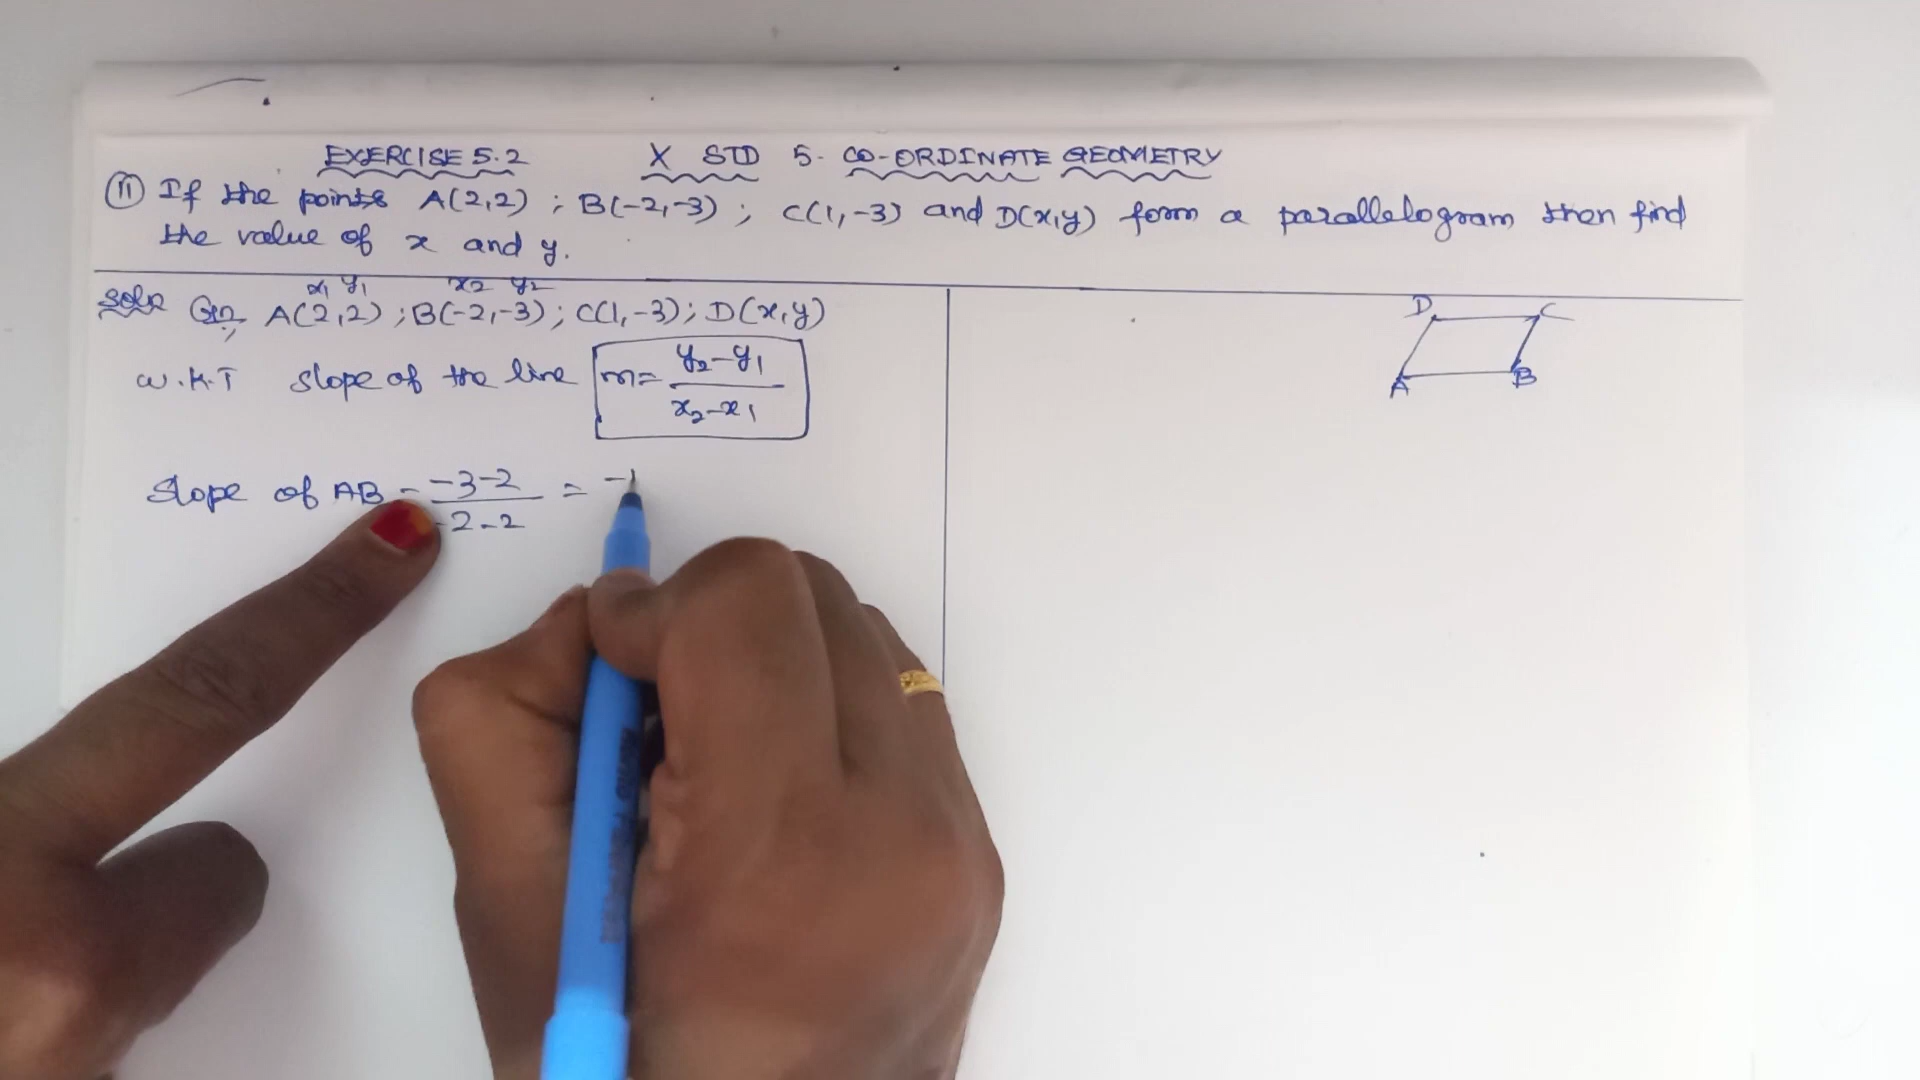 EXERCISE 5.2 X STD 5. CO-ORDINATE GEOMETRY
11 If the points A(2,2) ; B(-2,-3) ; C(1,-3) and D(x,y) form a parallelogram then find
the value of x and y.
x1 y1 x2 y2
Soln Gn, A(2,2) ; B(-2,-3) ; C(1,-3) ; D(x,y)
W.K.T slope of the line m = y2-y1
x2-x1
Slope of AB = -3-2 = -
-2-2
D C
A B